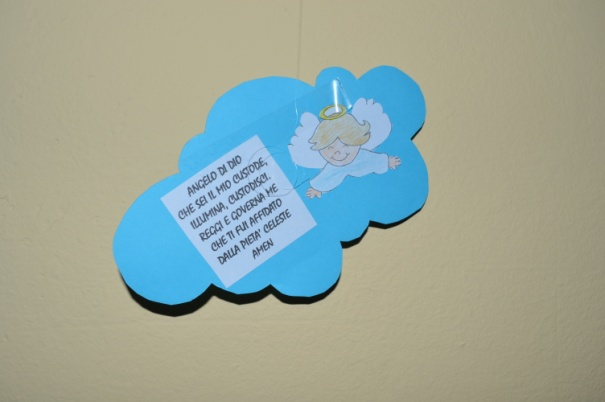 ANGELO DI DIO
CHE SEI IL MIO CUSTODE,
ILLUMINA, CUSTODISCI.
REGGI E GOVERNA ME
CHE TI FUI AFFIDATO
DALLA PIETA' CELESTE
AMEN